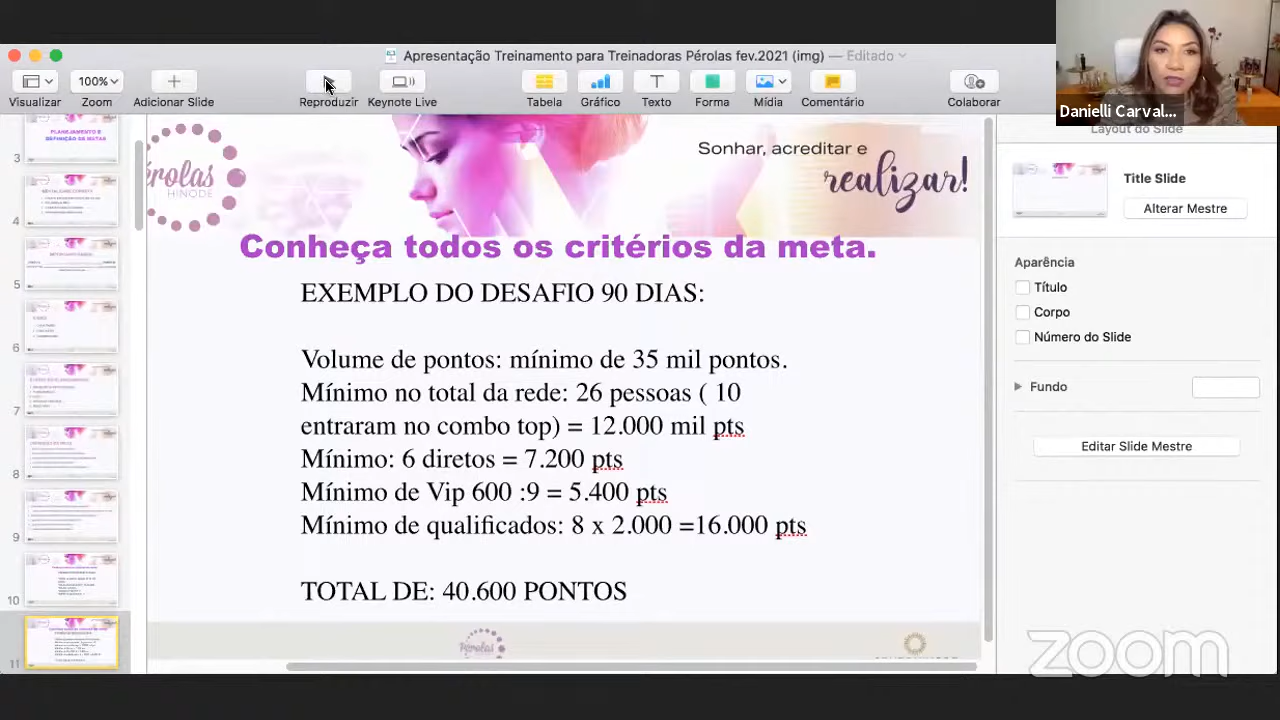 Apresentação Treinamento para Treinadoras Pérolas fev.2021 (img) — Editado
100%
Visualizar
Zoom
Adicionar Slide
Reproduzir
Keynote Live
Tabela
Gráfico
Texto
Forma
Mídia
Comentário
Colaborar
Danielli Carval...
PLANEJAMENTO E
DEFINIÇÃO DE METAS
3
4
5
6
7
8
9
10
11
érolas
HINODE
Sonhar, acreditar e
realizar!
Conheça todos os critérios da meta.
EXEMPLO DO DESAFIO 90 DIAS:
Volume de pontos: mínimo de 35 mil pontos.
Mínimo no total da rede: 26 pessoas ( 10
entraram no combo top) = 12.000 mil pts
Mínimo: 6 diretos = 7.200 pts
Mínimo de Vip 600 :9 = 5.400 pts
Mínimo de qualificados: 8 x 2.000 =16.000 pts
TOTAL DE: 40.600 PONTOS
Pérolas
Layout do Slide
Title Slide
Alterar Mestre
Aparência
Título
Corpo
Número do Slide
Fundo
Editar Slide Mestre
zoom